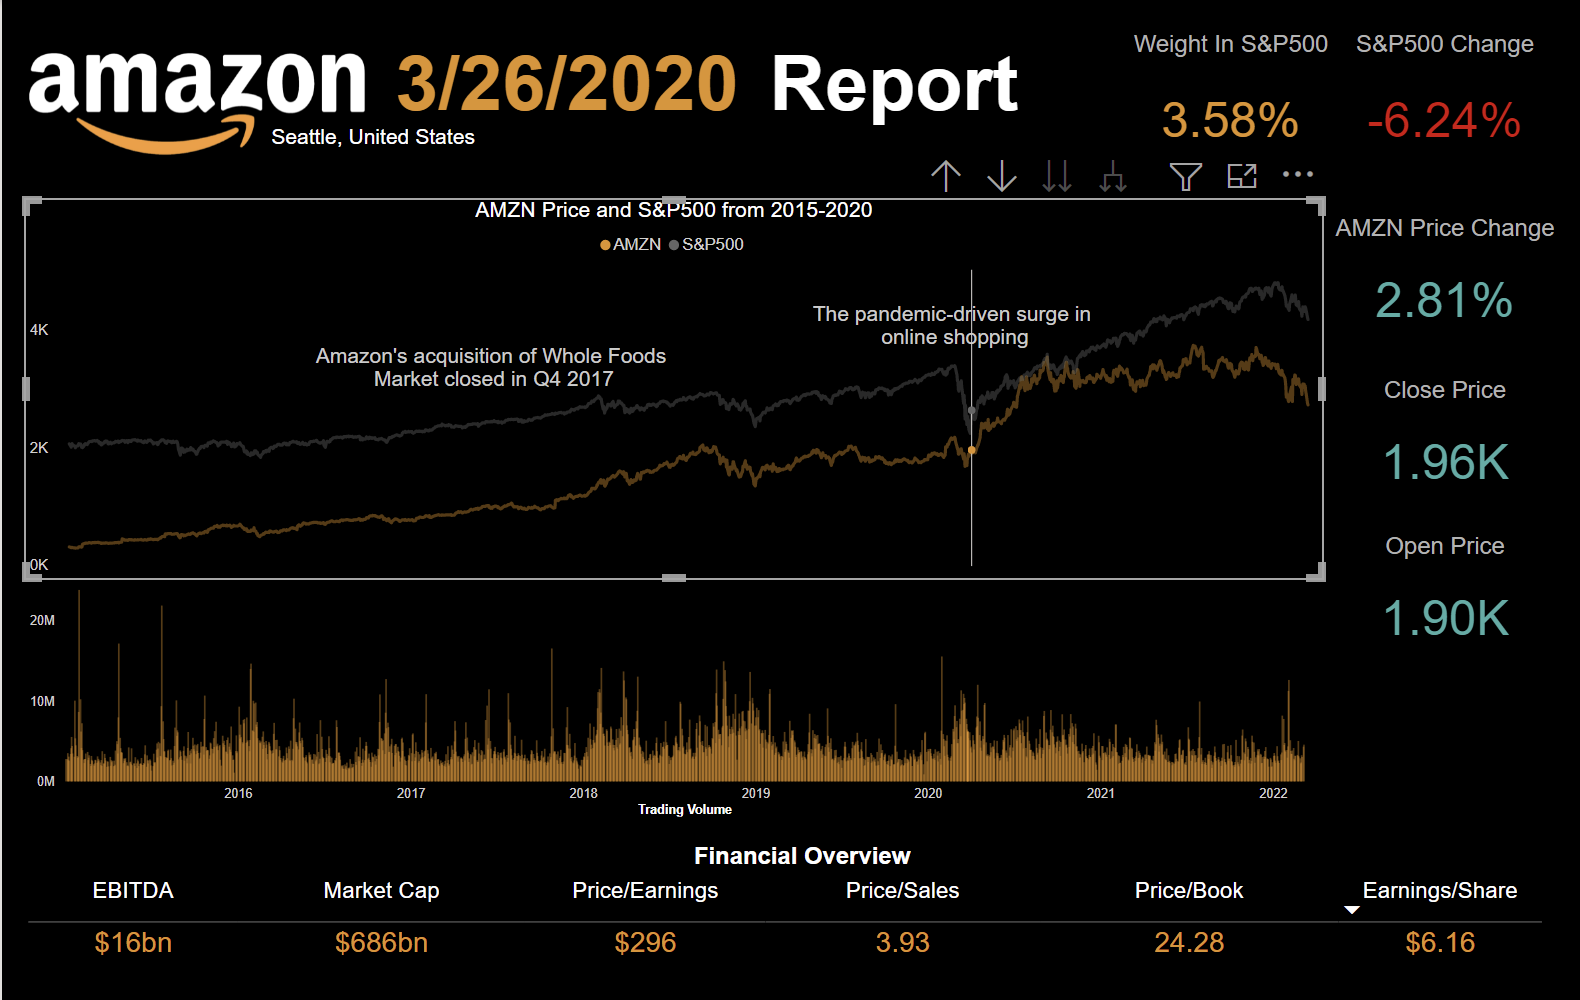 amazon 3/26/2020 Report
Seattle, United States
Weight In S&P500
3.58%
S&P500 Change
-6.24%
AMZN Price and S&P500 from 2015-2020
AMZN S&P500
4K
2K
0K
Amazon's acquisition of Whole Foods
Market closed in Q4 2017
The pandemic-driven surge in
online shopping
AMZN Price Change
2.81%
Close Price
1.96K
Open Price
1.90K
20M
10M
0M
2016 2017 2018 2019 2020 2021 2022
Trading Volume
Financial Overview
EBITDA Market Cap Price/Earnings Price/Sales Price/Book Earnings/Share
$16bn $686bn $296 3.93 24.28 $6.16